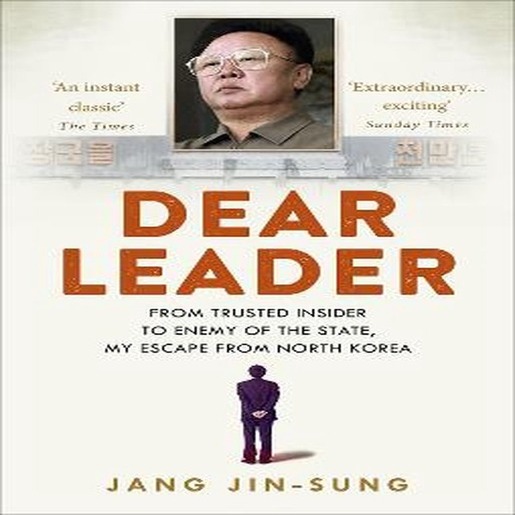 'An instant
classic'
The Times
'Extraordinary...
exciting'
Sunday Times
DEAR
LEADER
FROM TRUSTED INSIDER
TO ENEMY OF THE STATE,
MY ESCAPE FROM NORTH KOREA
JANG JIN-SUNG